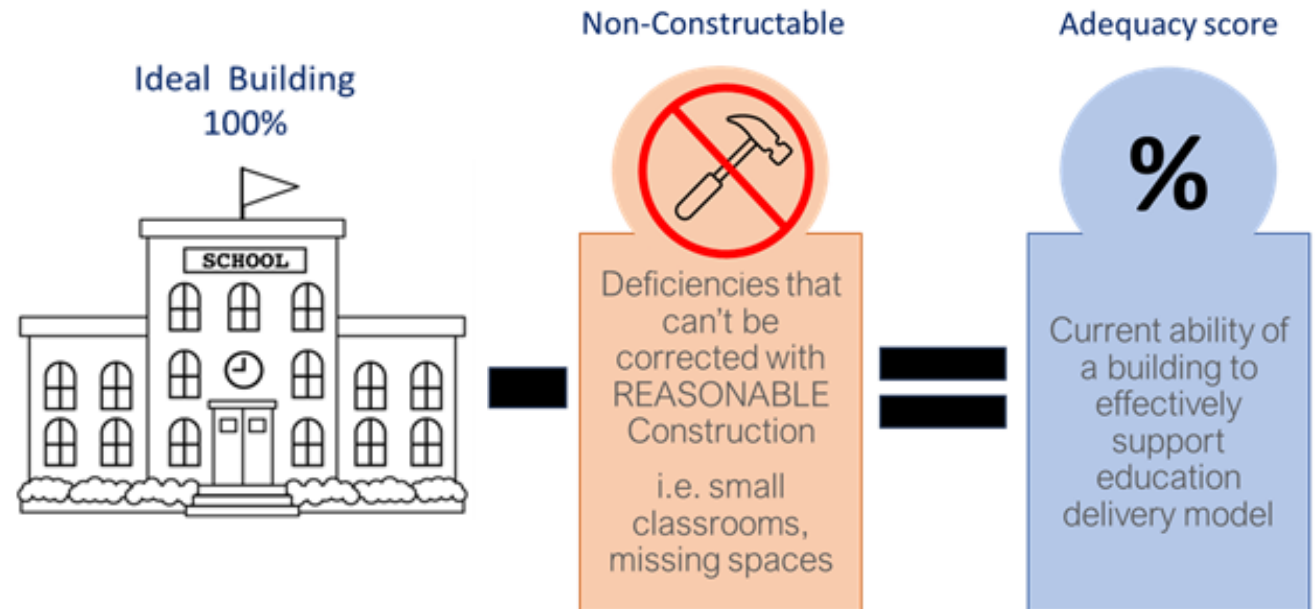 Ideal Building
100%
SCHOOL
Non-Constructable
Deficiencies that
can't be
corrected with
REASONABLE
Construction
i.e. small
classrooms,
missing spaces
Adequacy score
%
Current ability of
a building to
effectively
support
education
delivery model